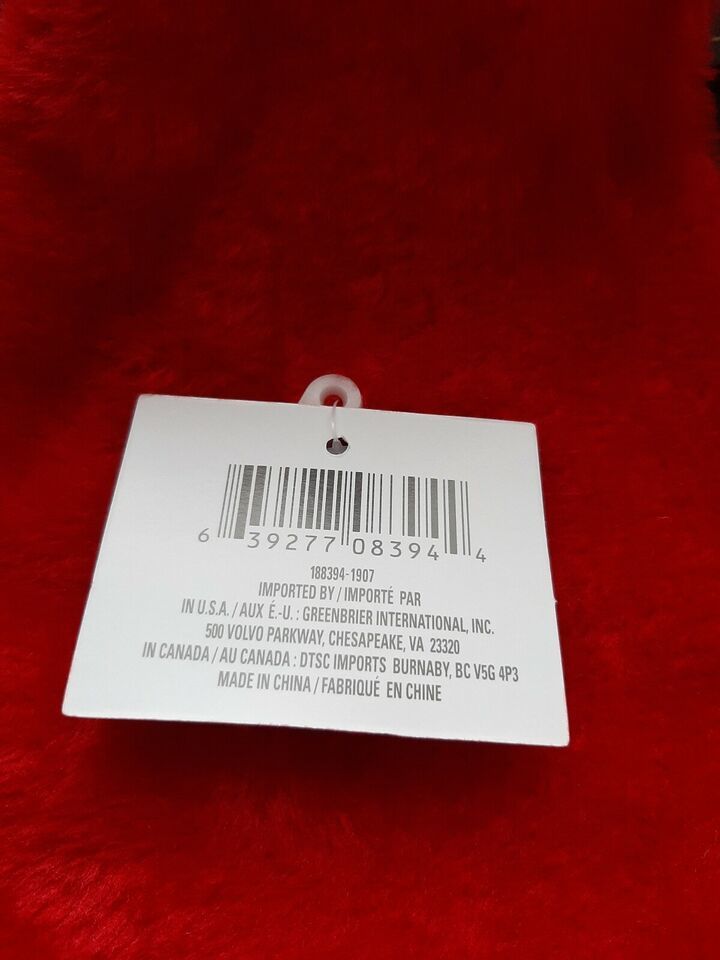 6 39277 08394 4
188394-1907
IMPORTED BY / IMPORTÉ PAR
IN U.S.A. / AUX É.-U. : GREENBRIER INTERNATIONAL, INC.
500 VOLVO PARKWAY, CHESAPEAKE, VA 23320
IN CANADA / AU CANADA : DTSC IMPORTS BURNABY, BC V5G 4P3
MADE IN CHINA / FABRIQUÉ EN CHINE